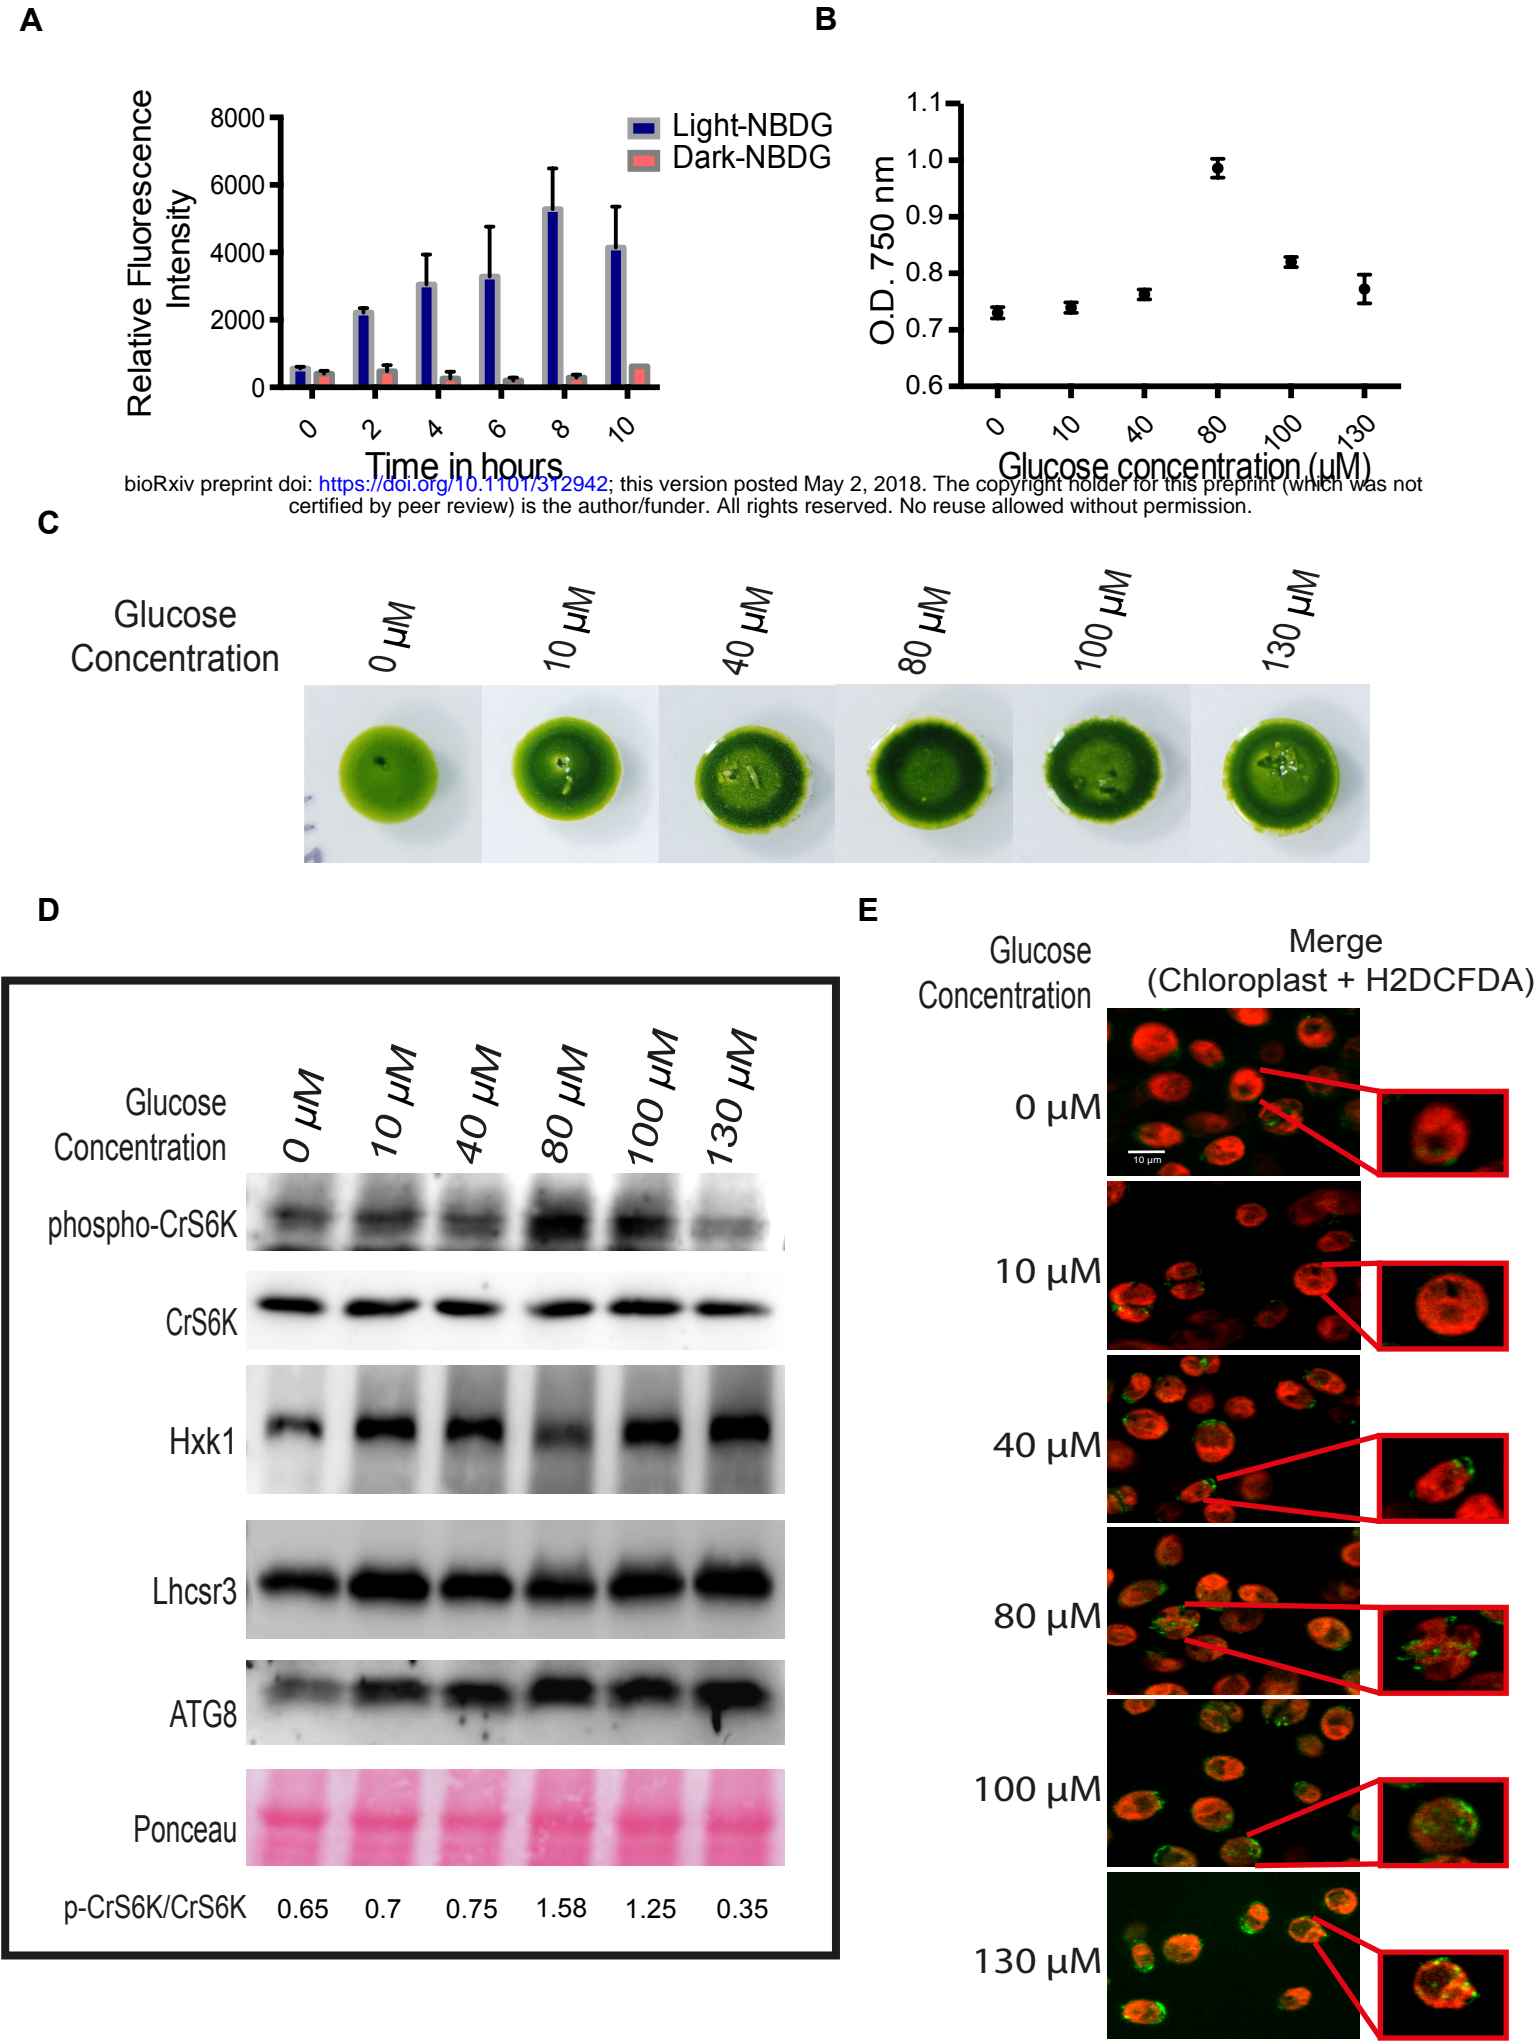 A
B
Relative Fluorescence
Intensity
8000
6000
4000
2000
0
Light-NBDG
Dark-NBDG
0
2
4
6
8
10
Time in hours
O.D. 750 nm
1.1
1.0
0.9
0.8
0.7
0.6
0
10
40
80
100
130
Glucose concentration (µM)
bioRxiv preprint doi: https://doi.org/10.1101/312942; this version posted May 2, 2018. The copyright holder for this preprint (which was not
certified by peer review) is the author/funder. All rights reserved. No reuse allowed without permission.
C
Glucose
Concentration
0 µM
10 µM
40 µM
80 µM
100 µM
130 µM
D
Glucose
Concentration
0 µM
10 µM
40 µM
80 µM
100 µM
130 µM
phospho-CrS6K
CrS6K
Hxk1
Lhcsr3
ATG8
Ponceau
p-CrS6K/CrS6K 0.65 0.7 0.75 1.58 1.25 0.35
E
Glucose
Concentration
Merge
(Chloroplast + H2DCFDA)
0 µM
10 µm
10 µM
40 µM
80 µM
100 µM
130 µM